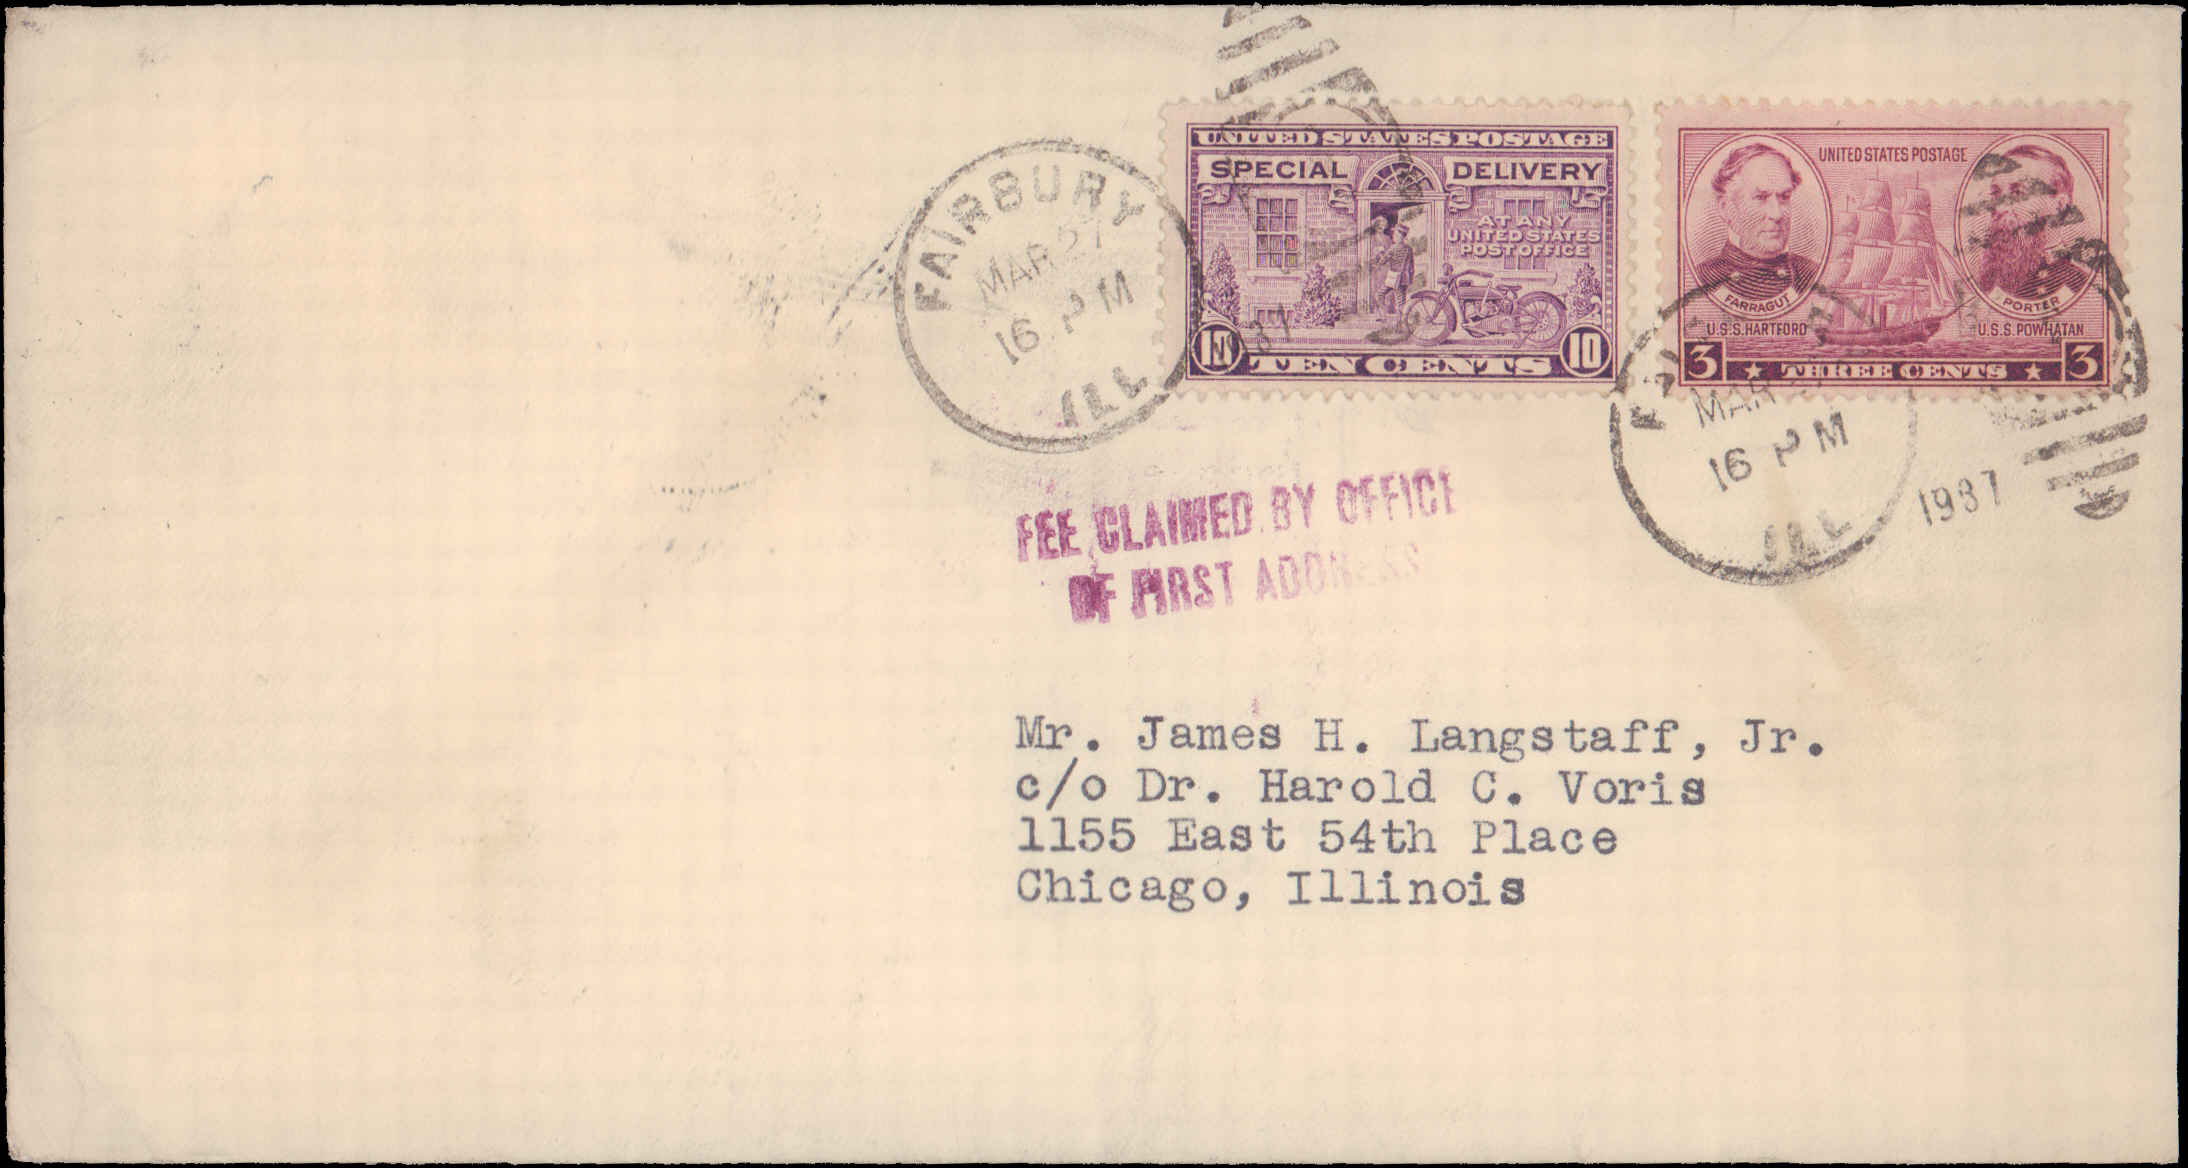 UNITED STATES POSTAGE
SPECIAL DELIVERY
AT ANY
UNITED STATES
POST OFFICE
10 TEN CENTS 10
UNITED STATES POSTAGE
FARRAGUT
PORTER
U.S.S. HARTFORD
U.S.S. POWHATAN
3 THREE CENTS 3
FAIRBURY
MAR 27
16 PM
ILL
MAR
16 PM
ILL
1937
FEE CLAIMED BY OFFICE
OF FIRST ADDRESS
Mr. James H. Langstaff, Jr.
c/o Dr. Harold C. Voris
1155 East 54th Place
Chicago, Illinois